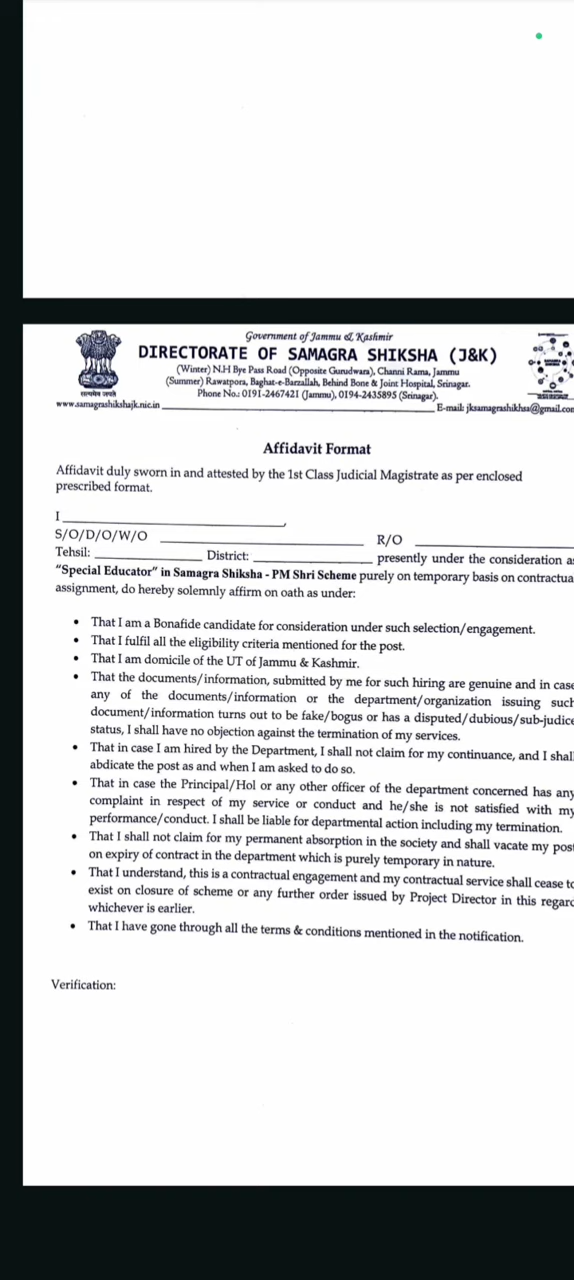 Government of Jammu & Kashmir
DIRECTORATE OF SAMAGRA SHIKSHA (J&K)
(Winter) N.H Bye Pass Road (Opposite Gurudwara), Channi Rama, Jammu
(Summer) Rawatpora, Baghat-e-Barzallah, Behind Bone & Joint Hospital, Srinagar.
Phone No.: 0191-2467421 (Jammu), 0194-2435895 (Srinagar).
सत्यमेव जयते
www.samagrashikshajk.nic.in E-mail: jksamagrashikhsa@gmail.com
Affidavit Format
Affidavit duly sworn in and attested by the 1st Class Judicial Magistrate as per enclosed
prescribed format.
I
S/O/D/O/W/O R/O
Tehsil: District: presently under the consideration as
"Special Educator" in Samagra Shiksha - PM Shri Scheme purely on temporary basis on contractua
assignment, do hereby solemnly affirm on oath as under:
• That I am a Bonafide candidate for consideration under such selection/engagement.
• That I fulfil all the eligibility criteria mentioned for the post.
• That I am domicile of the UT of Jammu & Kashmir.
• That the documents/information, submitted by me for such hiring are genuine and in case
any of the documents/information or the department/organization issuing such
document/information turns out to be fake/bogus or has a disputed/dubious/sub-judice
status, I shall have no objection against the termination of my services.
• That in case I am hired by the Department, I shall not claim for my continuance, and I shall
abdicate the post as and when I am asked to do so.
• That in case the Principal/HoI or any other officer of the department concerned has any
complaint in respect of my service or conduct and he/she is not satisfied with my
performance/conduct. I shall be liable for departmental action including my termination.
• That I shall not claim for my permanent absorption in the society and shall vacate my post
on expiry of contract in the department which is purely temporary in nature.
• That I understand, this is a contractual engagement and my contractual service shall cease to
exist on closure of scheme or any further order issued by Project Director in this regard
whichever is earlier.
• That I have gone through all the terms & conditions mentioned in the notification.
Verification: